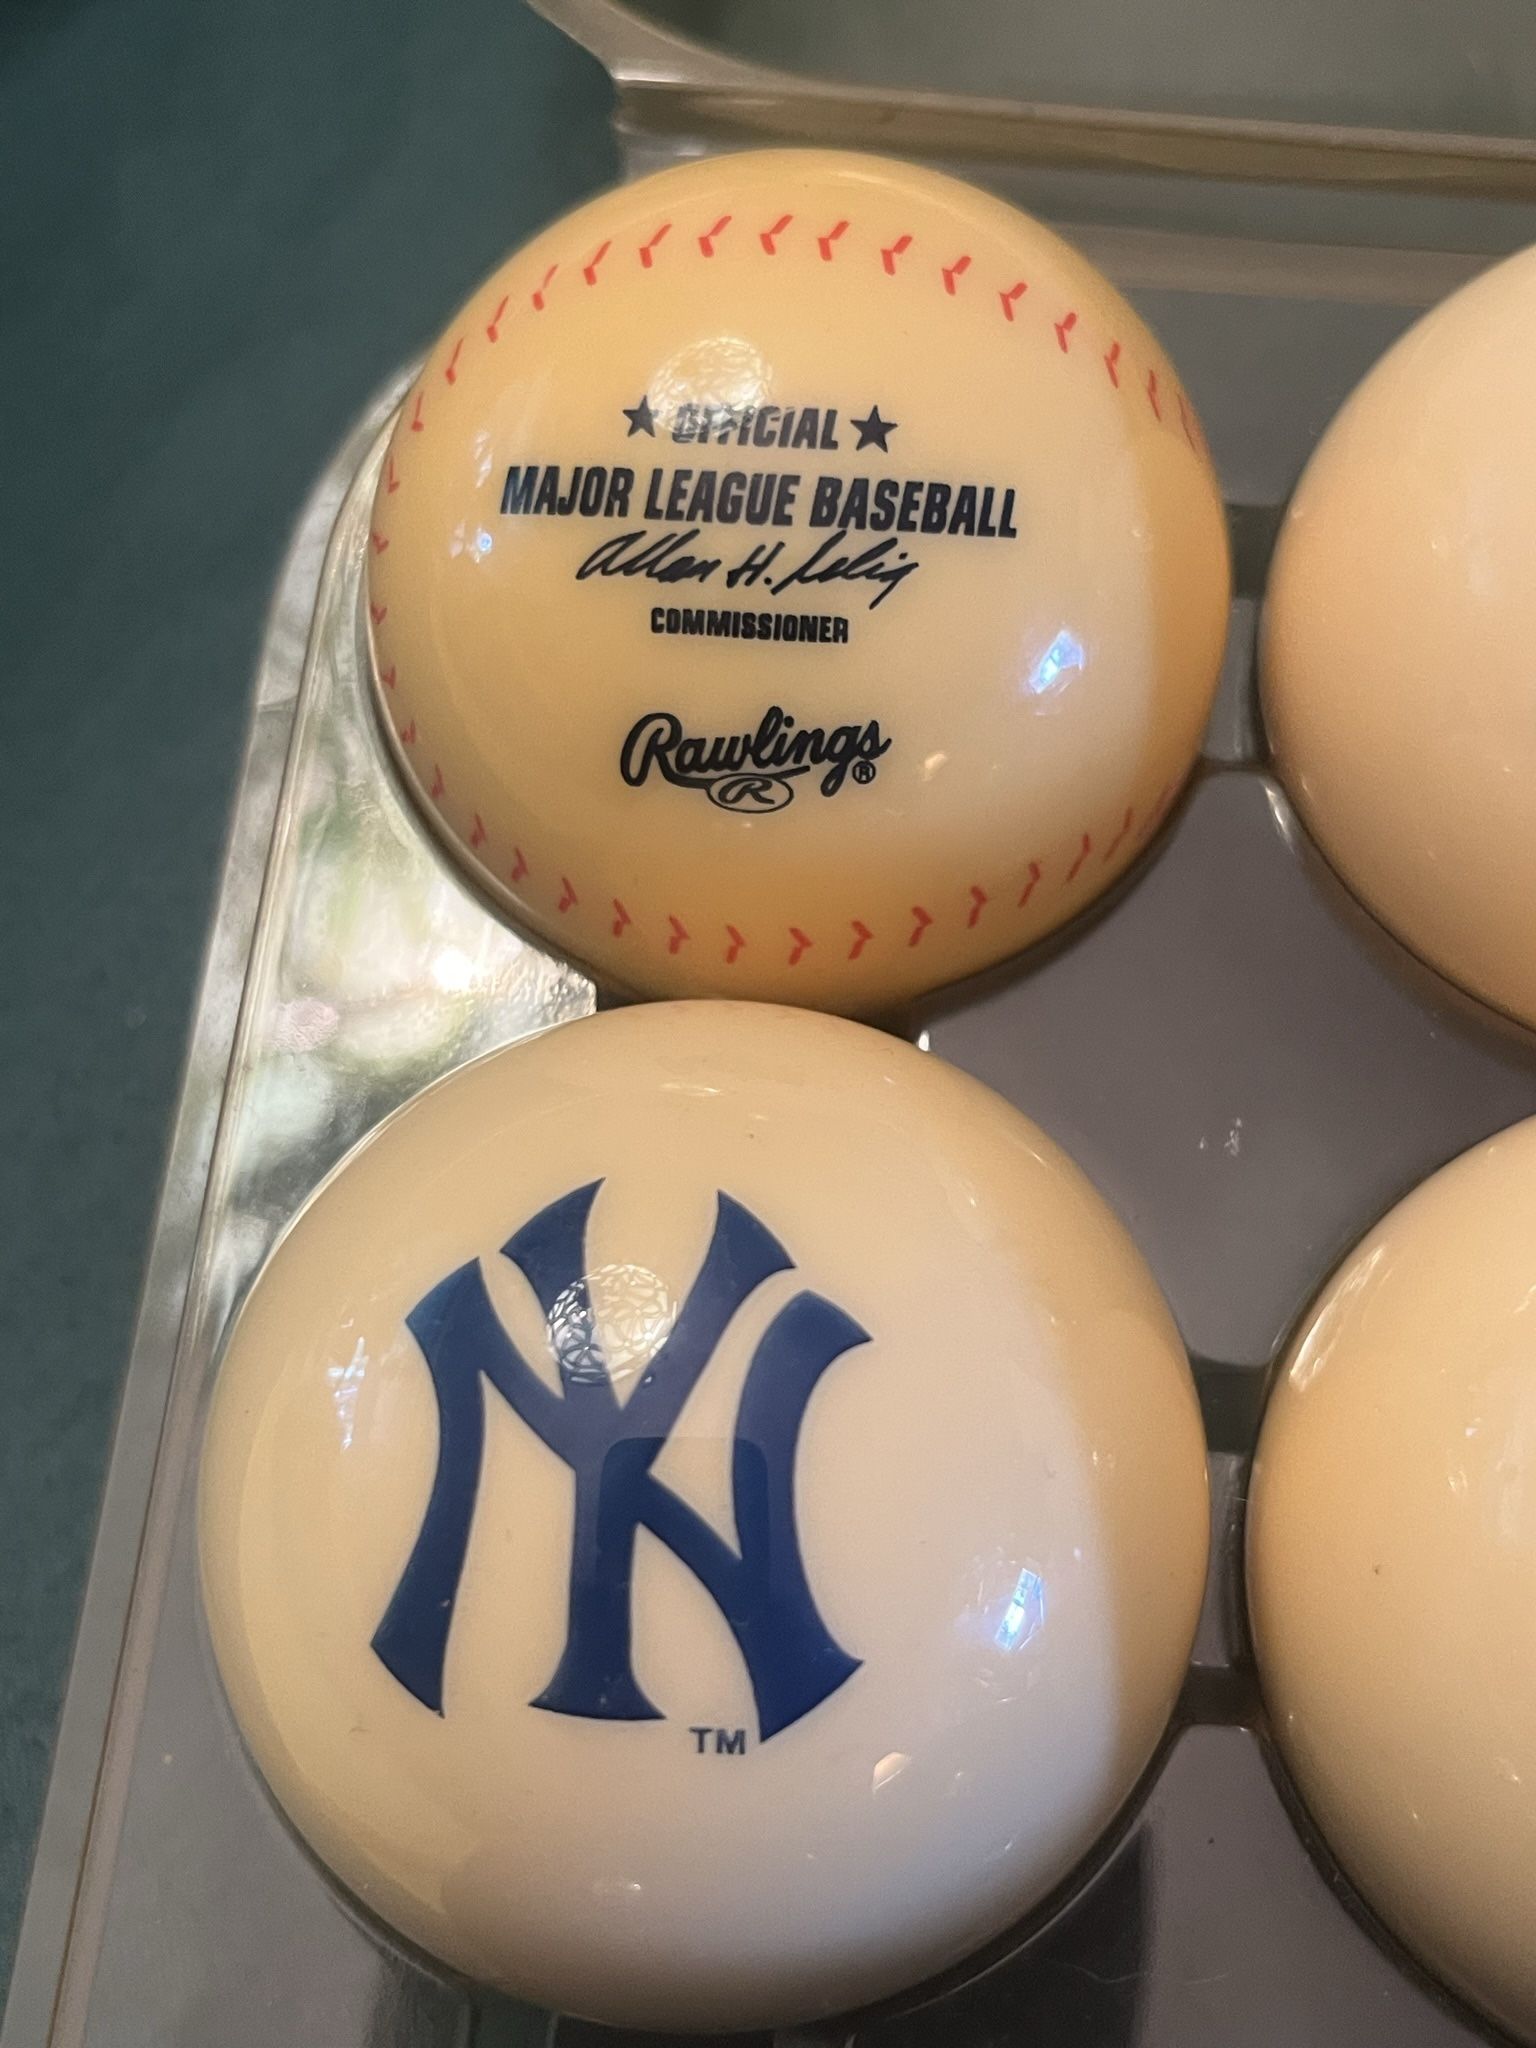 ★ OFFICIAL ★
MAJOR LEAGUE BASEBALL
Allan H. Selig
COMMISSIONER
Rawlings®
R
NY
TM